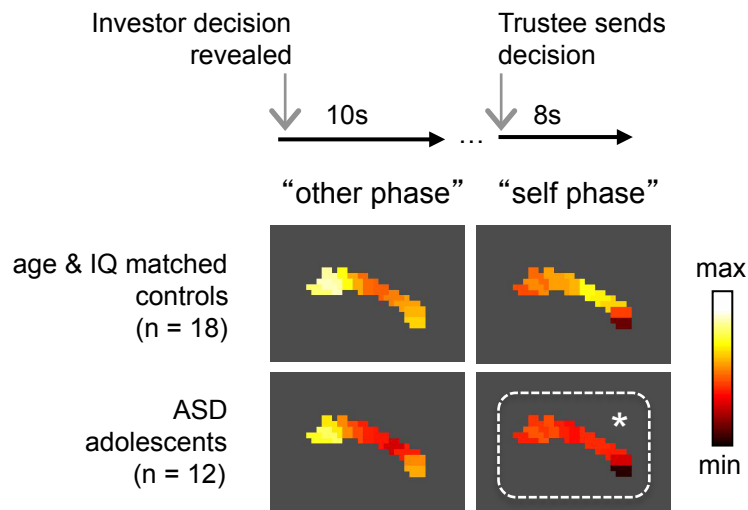 Investor decision
revealed
Trustee sends
decision
10s
...
8s
“other phase”
“self phase”
age & IQ matched
controls
(n = 18)
max
ASD
adolescents
(n = 12)
*
min